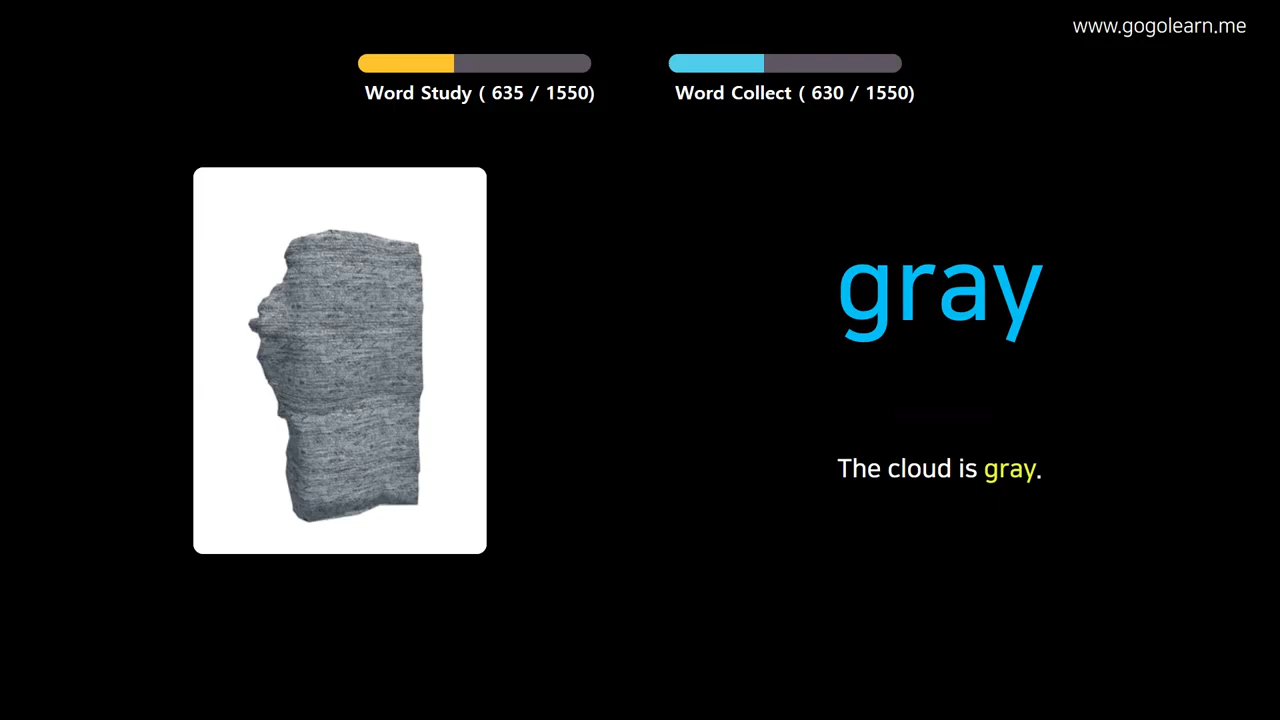 www.gogolearn.me
Word Study ( 635 / 1550)
Word Collect ( 630 / 1550)
gray
The cloud is gray.